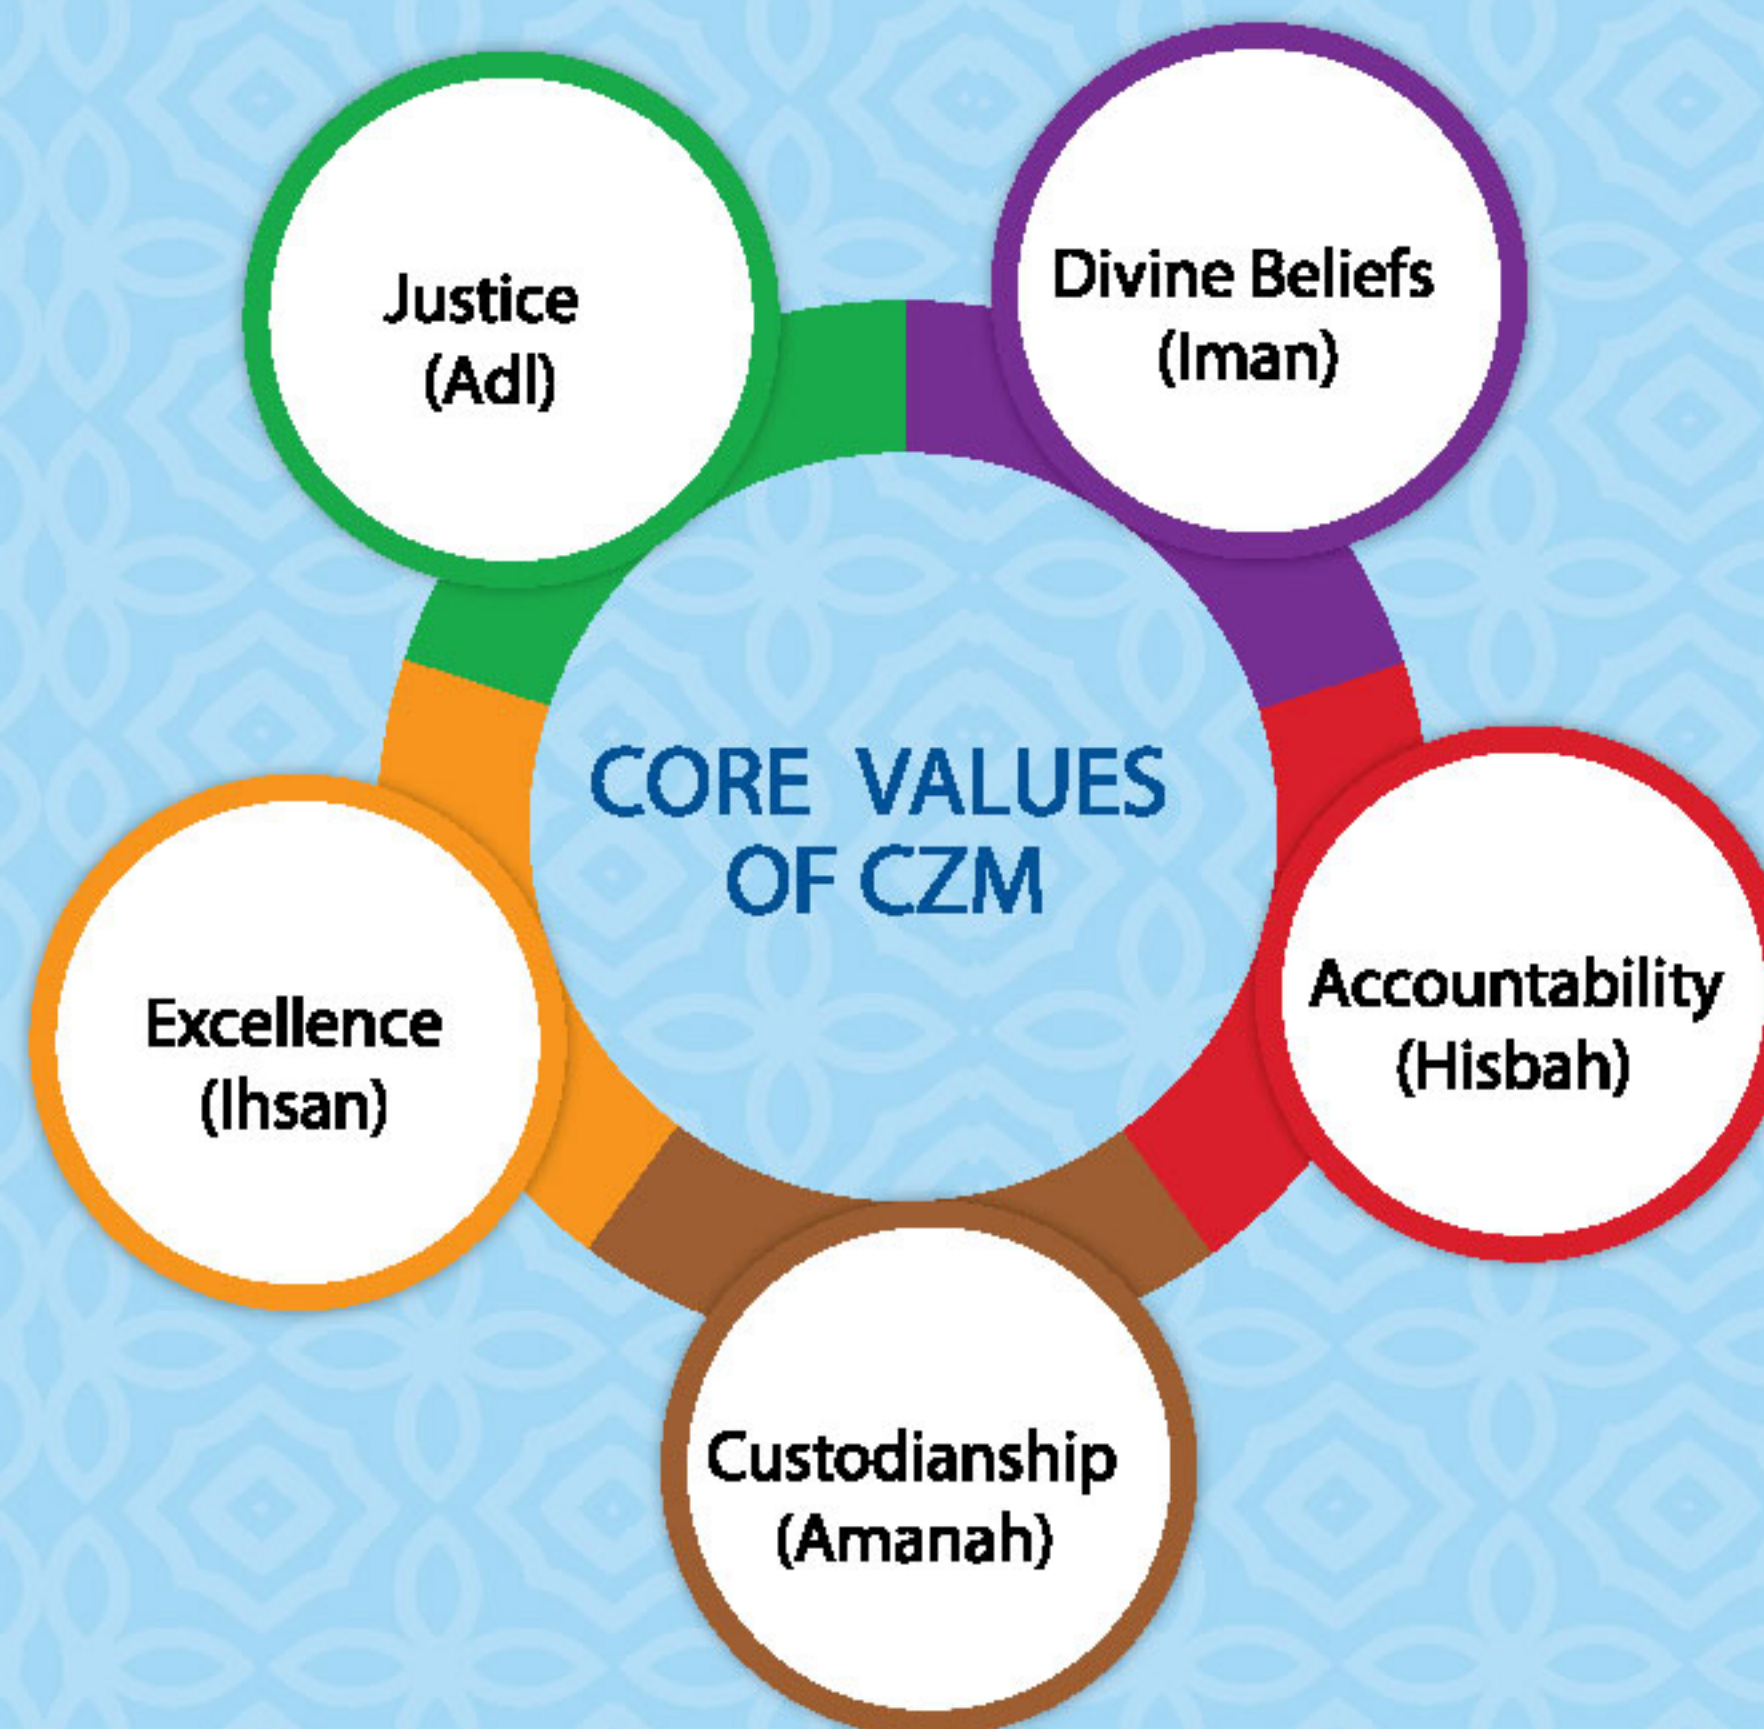 Justice
(Adl)
Divine Beliefs
(Iman)
CORE VALUES
OF CZM
Accountability
(Hisbah)
Excellence
(Ihsan)
Custodianship
(Amanah)